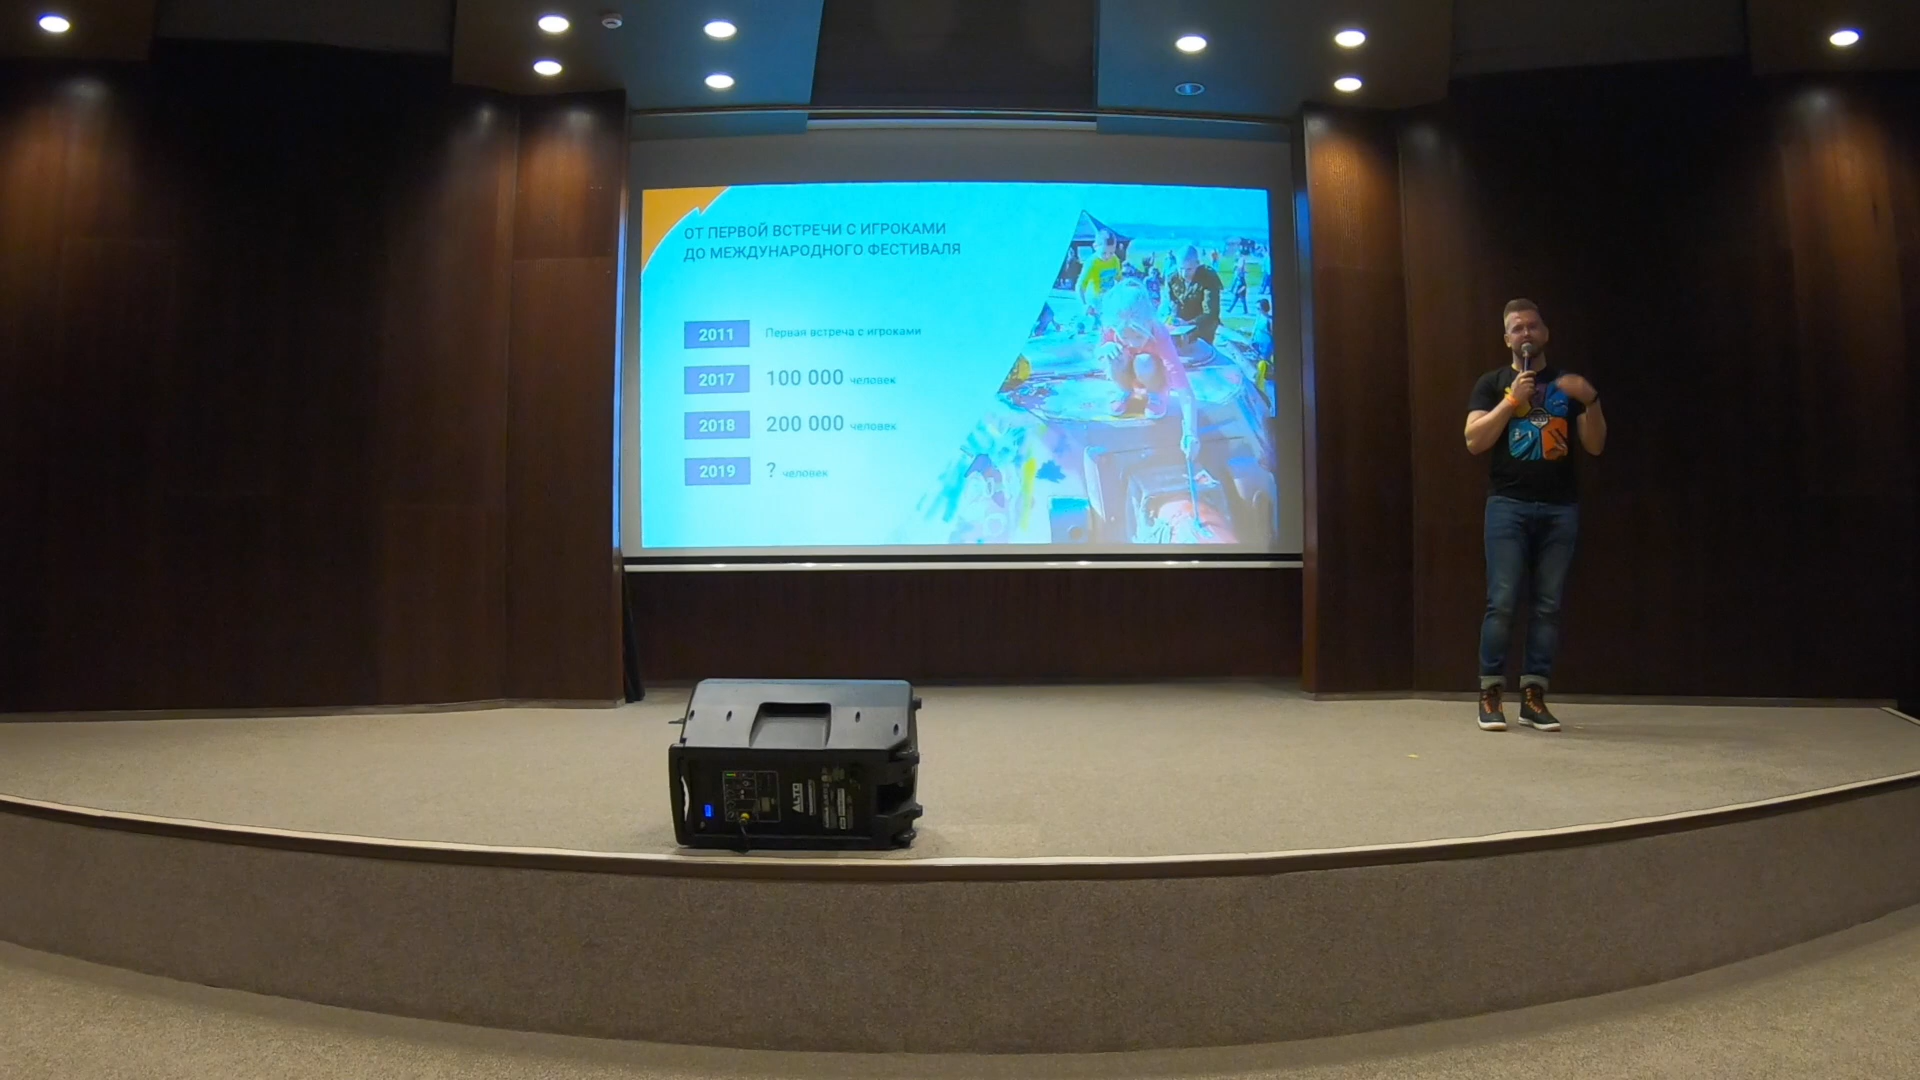 ОТ ПЕРВОЙ ВСТРЕЧИ С ИГРОКАМИ
ДО МЕЖДУНАРОДНОГО ФЕСТИВАЛЯ
2011 Первая встреча с игроками
2017 100 000 человек
2018 200 000 человек
2019 ? человек
ALTO